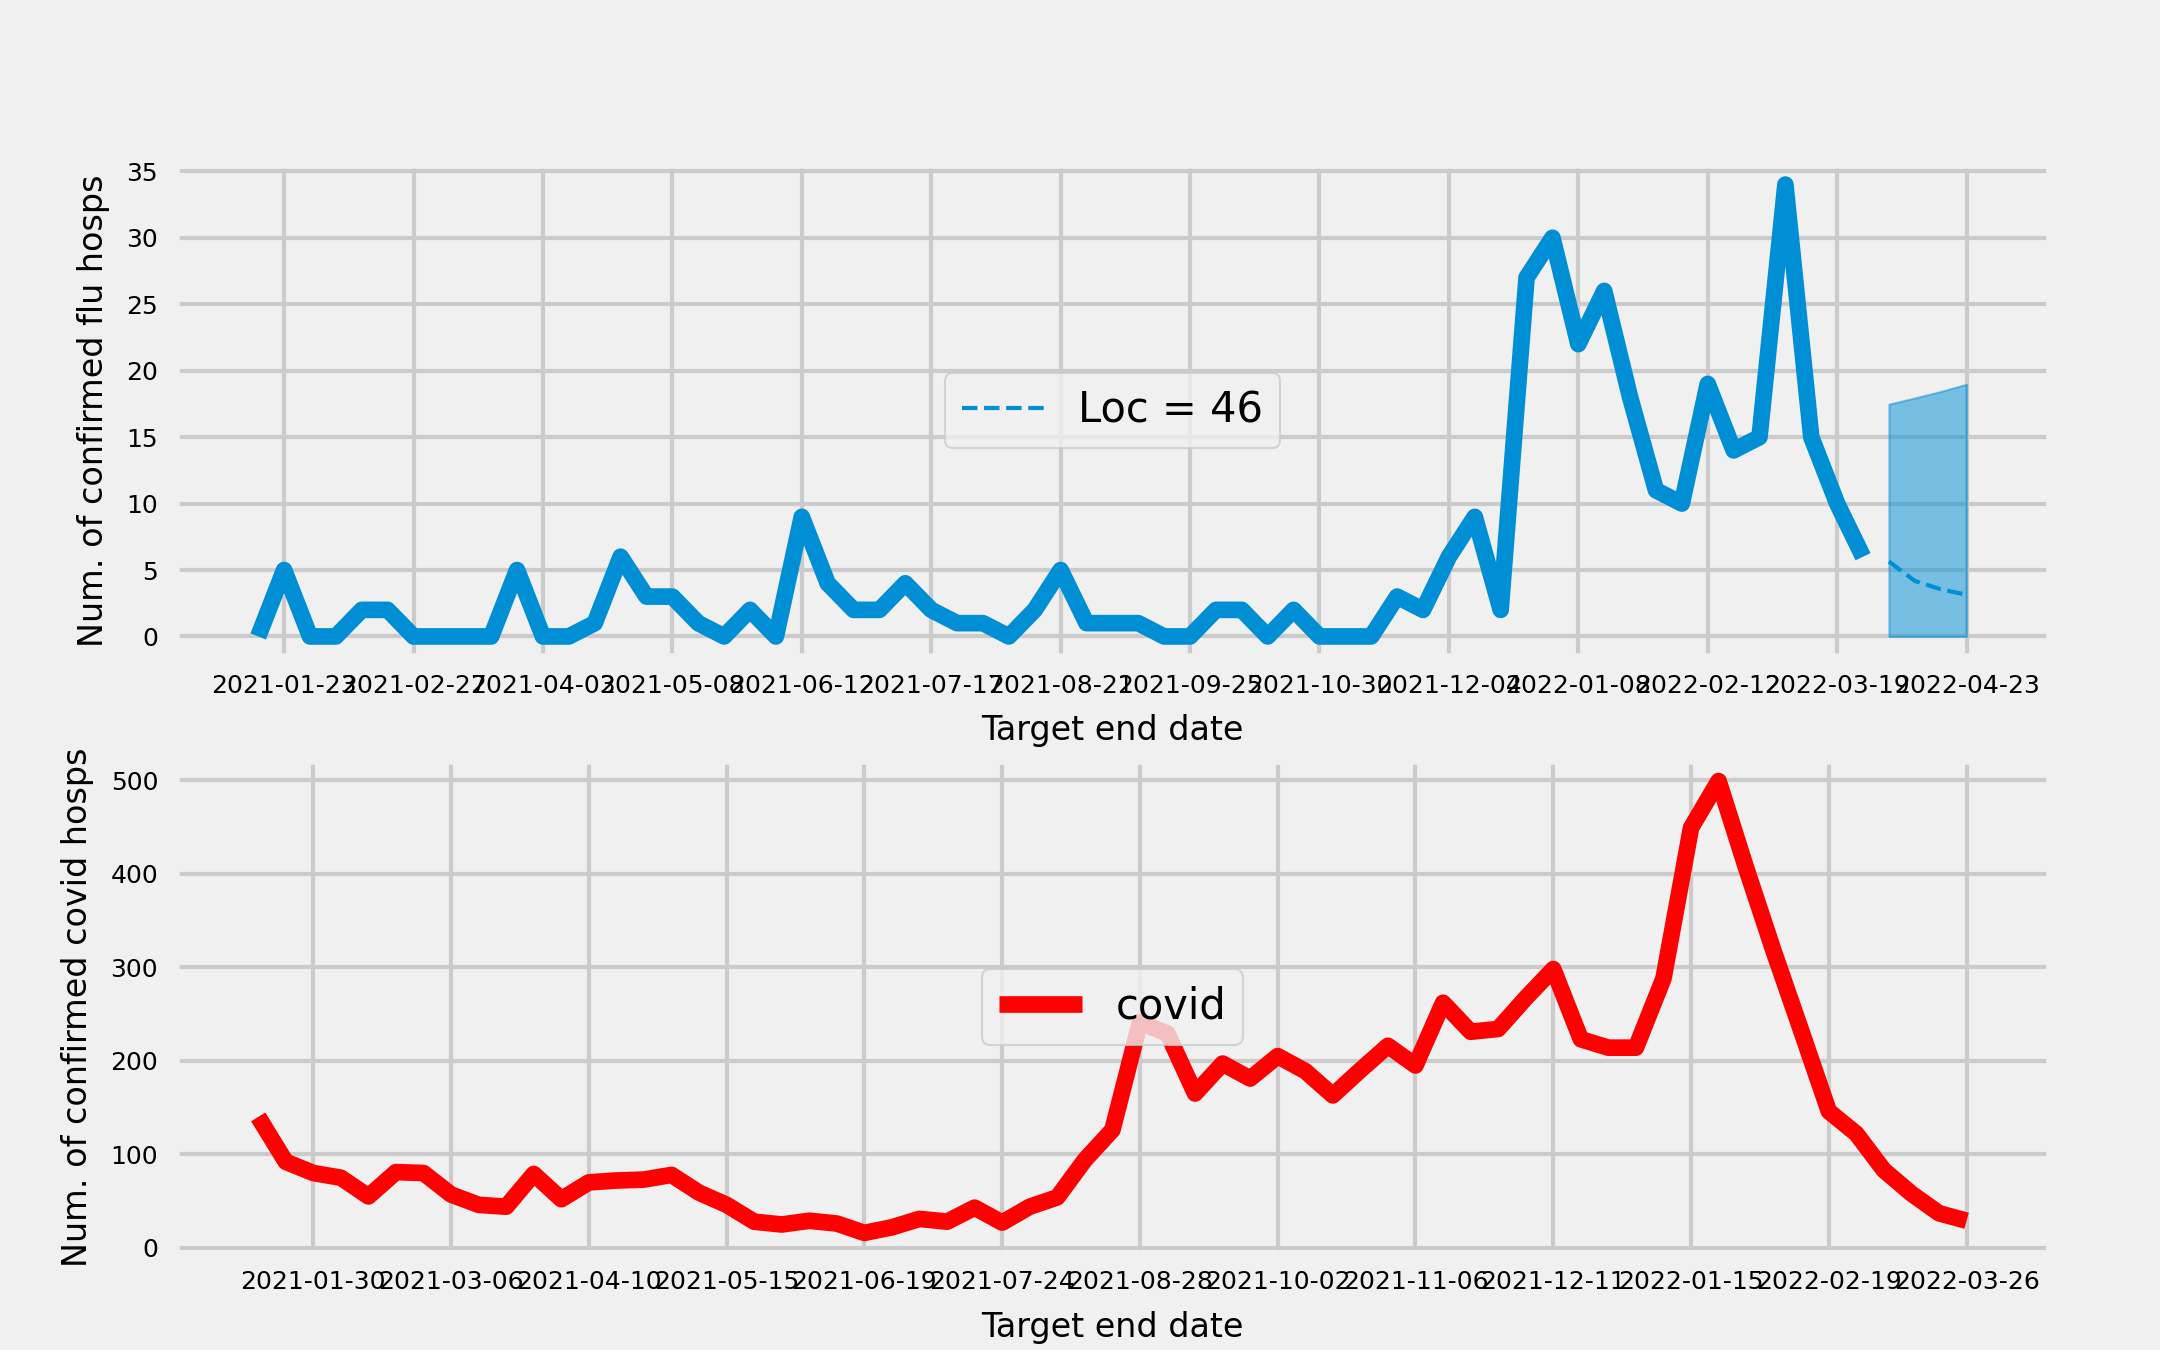 Num. of confirmed flu hosps
35
30
25
20
15
10
5
0
Loc = 46
2021-01-23 2021-02-27 2021-04-03 2021-05-08 2021-06-12 2021-07-17 2021-08-21 2021-09-25 2021-10-30 2021-12-04 2022-01-08 2022-02-12 2022-03-19 2022-04-23
Target end date
Num. of confirmed covid hosps
500
400
300
200
100
0
covid
2021-01-30 2021-03-06 2021-04-10 2021-05-15 2021-06-19 2021-07-24 2021-08-28 2021-10-02 2021-11-06 2021-12-11 2022-01-15 2022-02-19 2022-03-26
Target end date